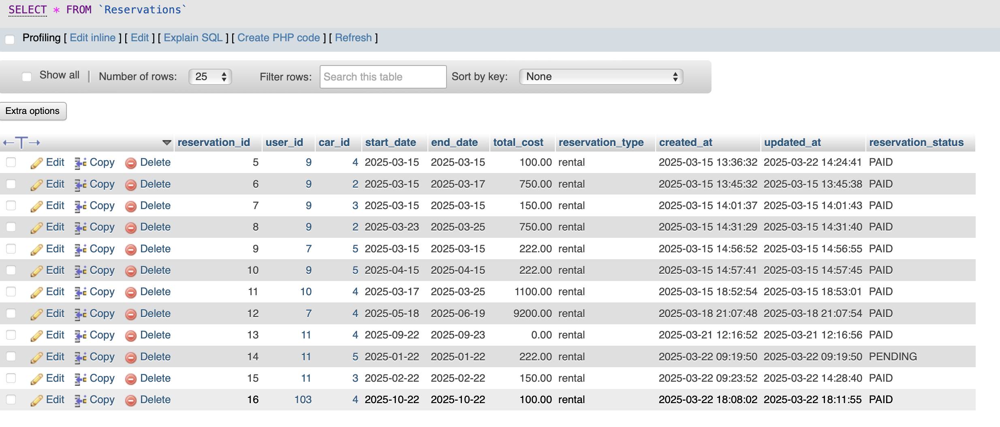 SELECT * FROM `Reservations`
Profiling [ Edit inline ] [ Edit ] [ Explain SQL ] [ Create PHP code ] [ Refresh ]
Show all | Number of rows: 25 Filter rows: Search this table Sort by key: None
Extra options
←T→ reservation_id user_id car_id start_date end_date total_cost reservation_type created_at updated_at reservation_status
Edit Copy Delete 5 9 4 2025-03-15 2025-03-15 100.00 rental 2025-03-15 13:36:32 2025-03-22 14:24:41 PAID
Edit Copy Delete 6 9 2 2025-03-15 2025-03-17 750.00 rental 2025-03-15 13:45:32 2025-03-15 13:45:38 PAID
Edit Copy Delete 7 9 3 2025-03-15 2025-03-15 150.00 rental 2025-03-15 14:01:37 2025-03-15 14:01:43 PAID
Edit Copy Delete 8 9 2 2025-03-23 2025-03-25 750.00 rental 2025-03-15 14:31:29 2025-03-15 14:31:40 PAID
Edit Copy Delete 9 7 5 2025-03-15 2025-03-15 222.00 rental 2025-03-15 14:56:52 2025-03-15 14:56:55 PAID
Edit Copy Delete 10 9 5 2025-04-15 2025-04-15 222.00 rental 2025-03-15 14:57:41 2025-03-15 14:57:45 PAID
Edit Copy Delete 11 10 4 2025-03-17 2025-03-25 1100.00 rental 2025-03-15 18:52:54 2025-03-15 18:53:01 PAID
Edit Copy Delete 12 7 4 2025-05-18 2025-06-19 9200.00 rental 2025-03-18 21:07:48 2025-03-18 21:07:54 PAID
Edit Copy Delete 13 11 4 2025-09-22 2025-09-23 0.00 rental 2025-03-21 12:16:52 2025-03-21 12:16:56 PAID
Edit Copy Delete 14 11 5 2025-01-22 2025-01-22 222.00 rental 2025-03-22 09:19:50 2025-03-22 09:19:50 PENDING
Edit Copy Delete 15 11 3 2025-02-22 2025-02-22 150.00 rental 2025-03-22 09:23:52 2025-03-22 14:28:40 PAID
Edit Copy Delete 16 103 4 2025-10-22 2025-10-22 100.00 rental 2025-03-22 18:08:02 2025-03-22 18:11:55 PAID